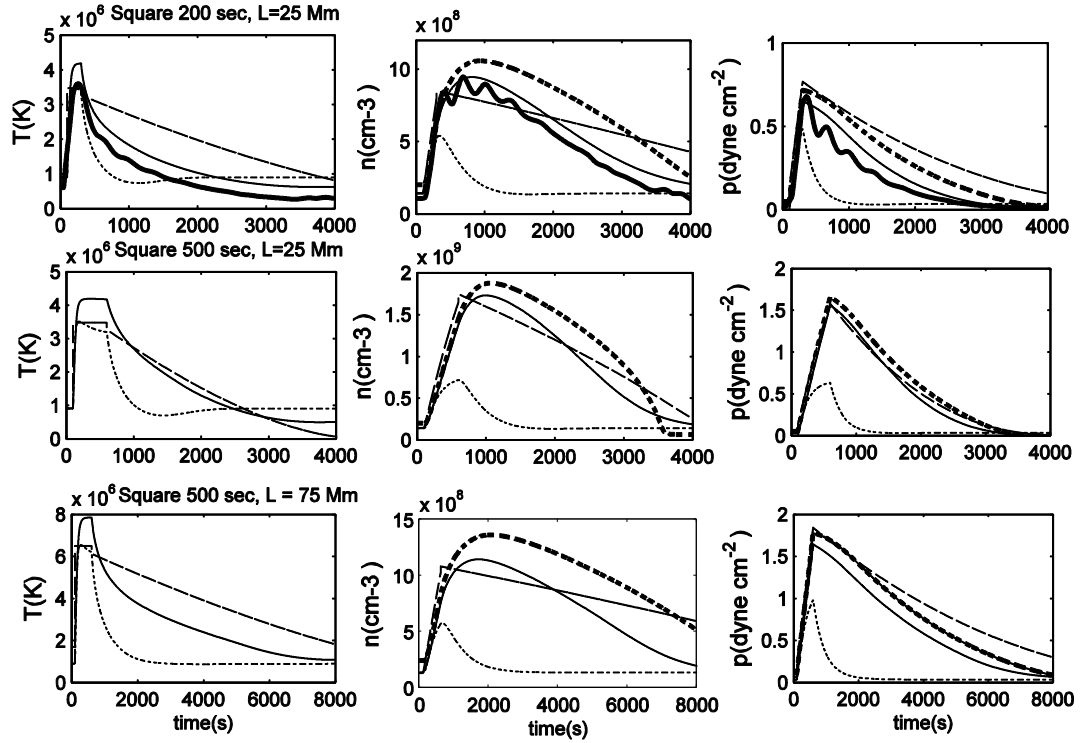 x 10^6 Square 200 sec, L=25 Mm
T(K)
5
4
3
2
1
0
0 1000 2000 3000 4000
x 10^8
n(cm-3 )
10
5
0
0 1000 2000 3000 4000
p(dyne cm^-2 )
1
0.5
0
0 1000 2000 3000 4000
x 10^6 Square 500 sec, L=25 Mm
T(K)
5
4
3
2
1
0
0 1000 2000 3000 4000
x 10^9
n(cm-3 )
2
1.5
1
0.5
0
0 1000 2000 3000 4000
p(dyne cm^-2 )
2
1.5
1
0.5
0
0 1000 2000 3000 4000
x 10^6 Square 500 sec, L = 75 Mm
T(K)
8
6
4
2
0
0 2000 4000 6000 8000
time(s)
x 10^8
n(cm-3 )
15
10
5
0
0 2000 4000 6000 8000
time(s)
p(dyne cm^-2 )
2
1.5
1
0.5
0
0 2000 4000 6000 8000
time(s)